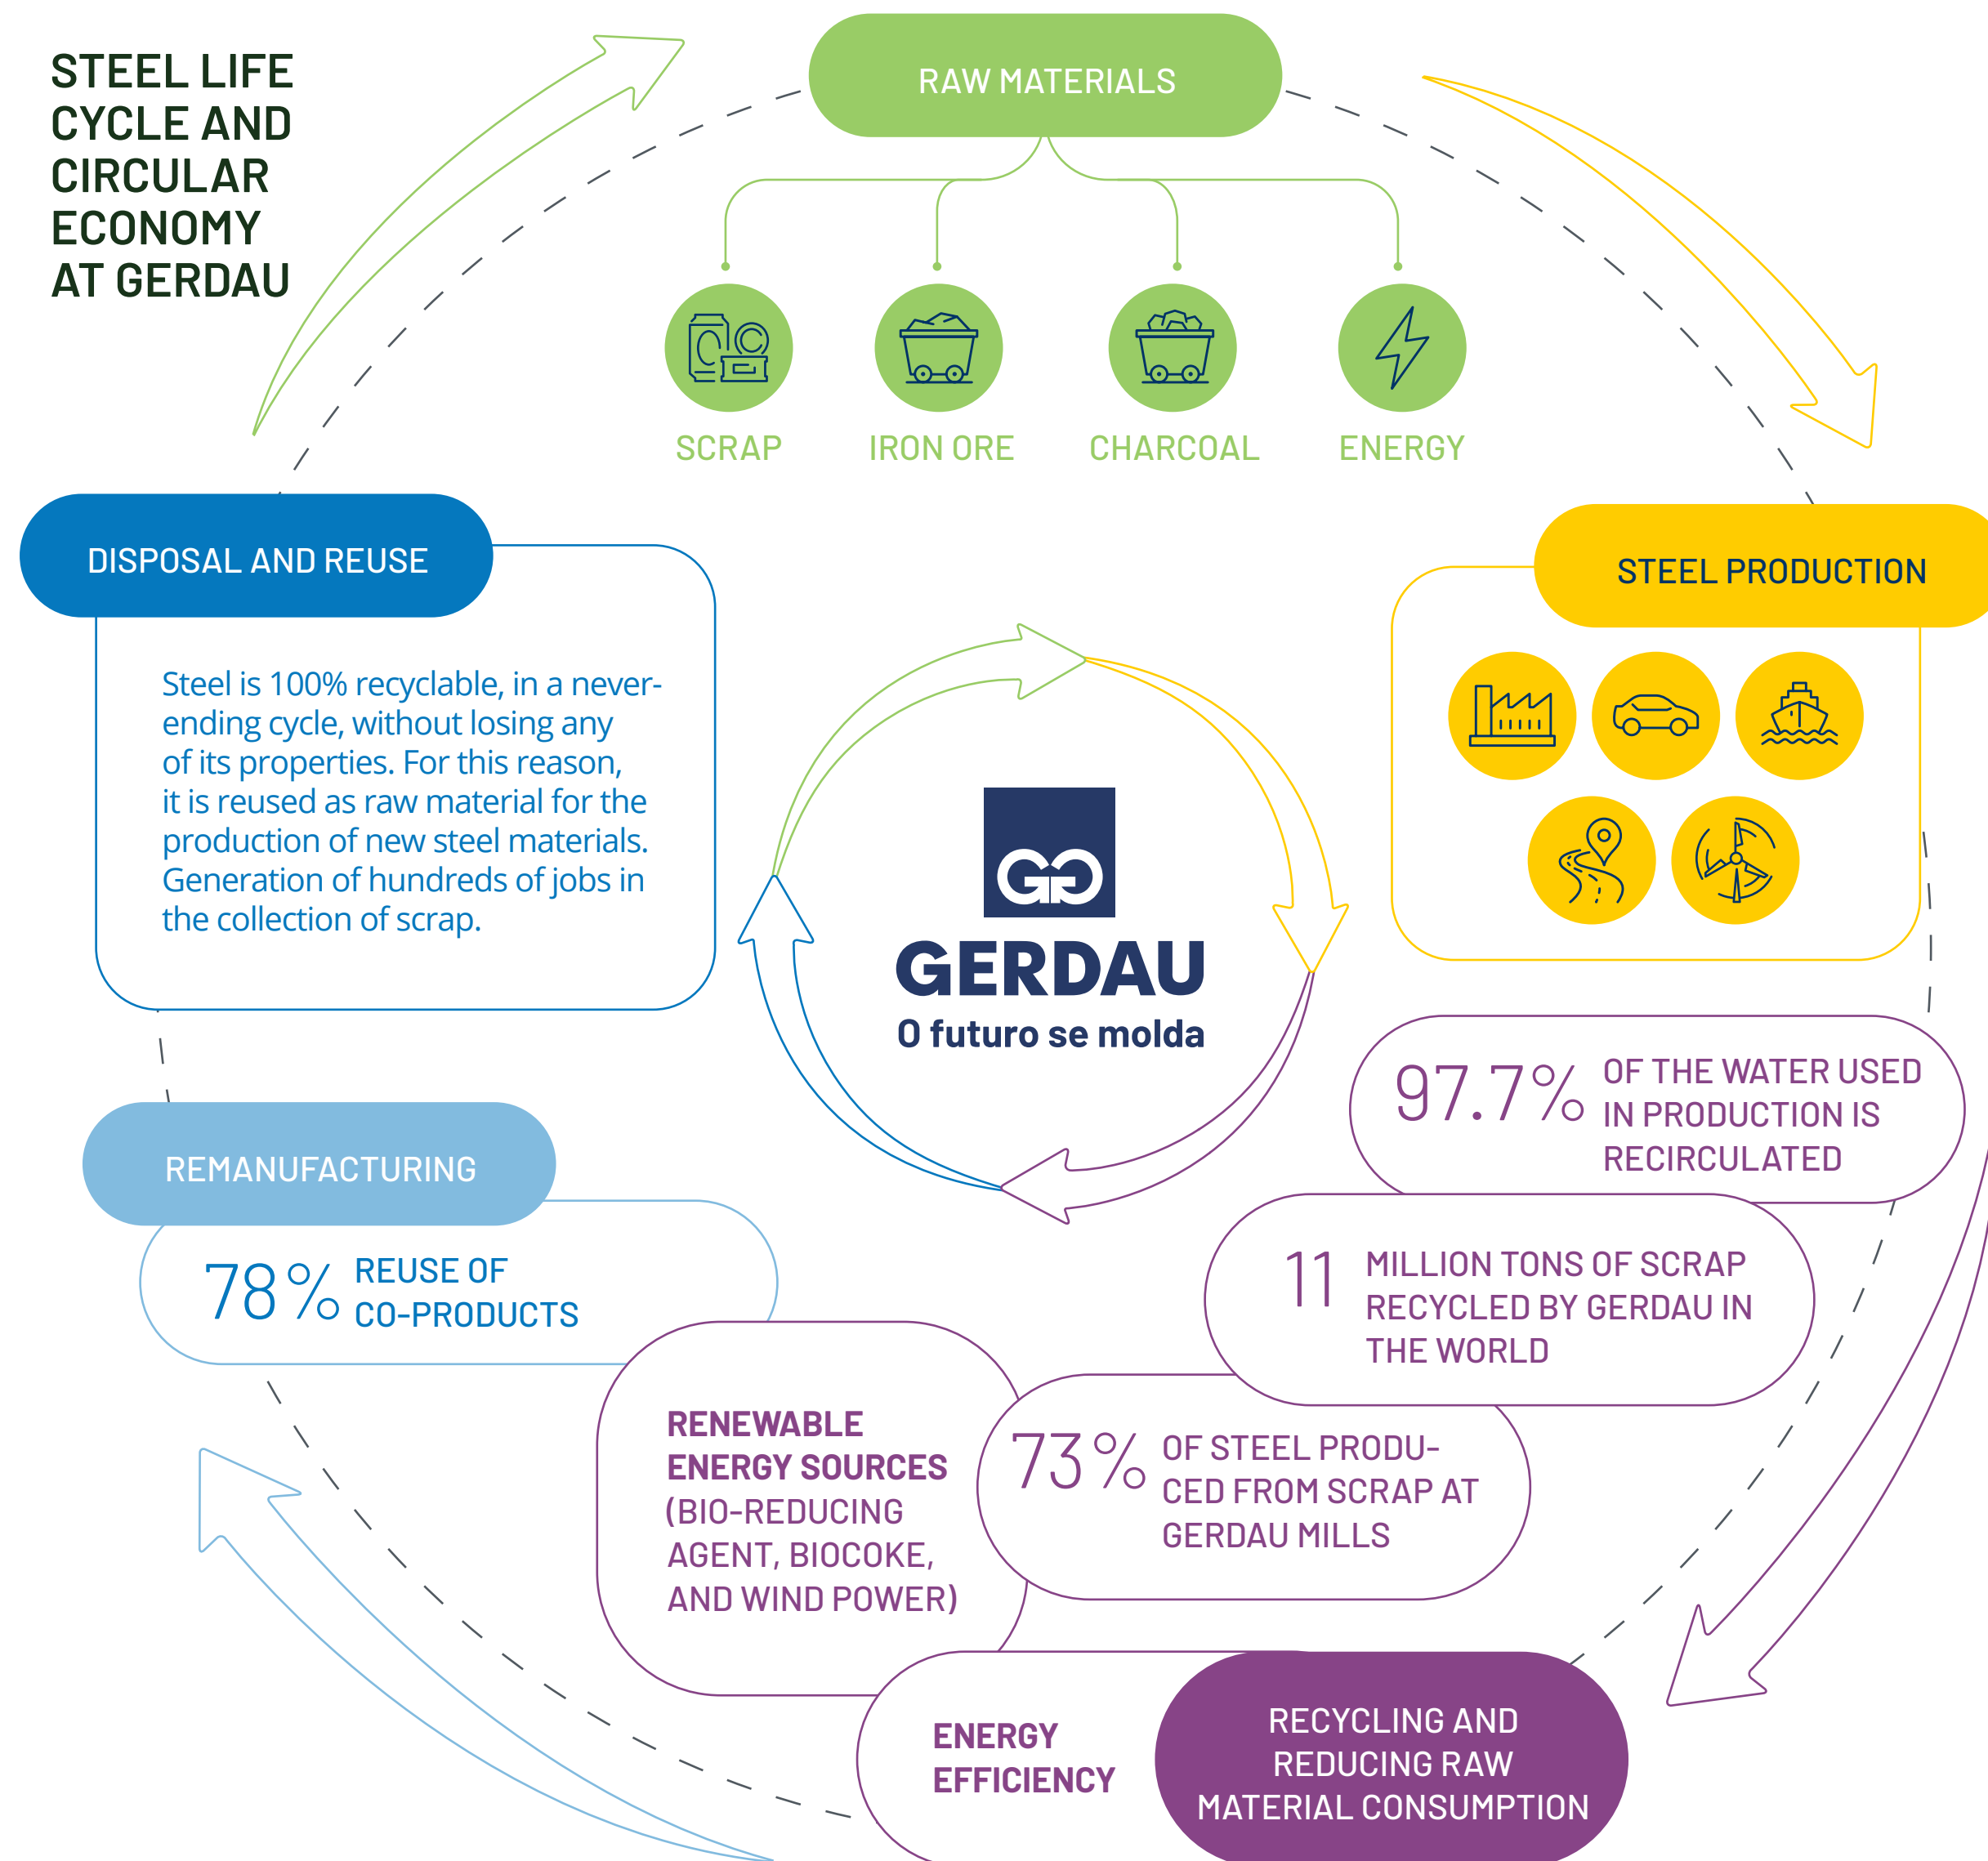 STEEL LIFE
CYCLE AND
CIRCULAR
ECONOMY
AT GERDAU
RAW MATERIALS
SCRAP
IRON ORE
CHARCOAL
ENERGY
STEEL PRODUCTION
97.7%
OF THE WATER USED
IN PRODUCTION IS
RECIRCULATED
11
MILLION TONS OF SCRAP
RECYCLED BY GERDAU IN
THE WORLD
73%
OF STEEL PRODU-
CED FROM SCRAP AT
GERDAU MILLS
RENEWABLE
ENERGY SOURCES
(BIO-REDUCING
AGENT, BIOCOKE,
AND WIND POWER)
ENERGY
EFFICIENCY
RECYCLING AND
REDUCING RAW
MATERIAL CONSUMPTION
REMANUFACTURING
78%
REUSE OF
CO-PRODUCTS
DISPOSAL AND REUSE
Steel is 100% recyclable, in a never-
ending cycle, without losing any
of its properties. For this reason,
it is reused as raw material for the
production of new steel materials.
Generation of hundreds of jobs in
the collection of scrap.
GERDAU
O futuro se molda